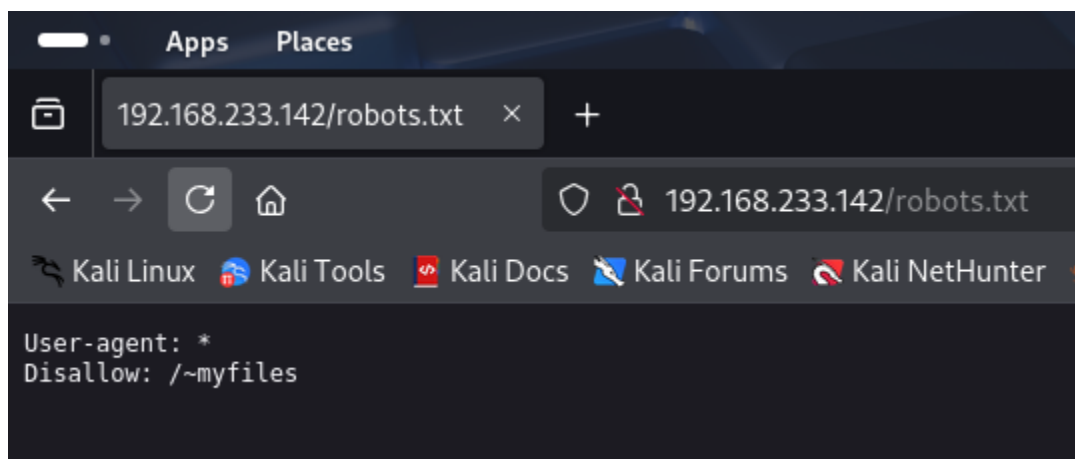 Apps Places
192.168.233.142/robots.txt
192.168.233.142/robots.txt
Kali Linux Kali Tools Kali Docs Kali Forums Kali NetHunter
User-agent: *
Disallow: /~myfiles